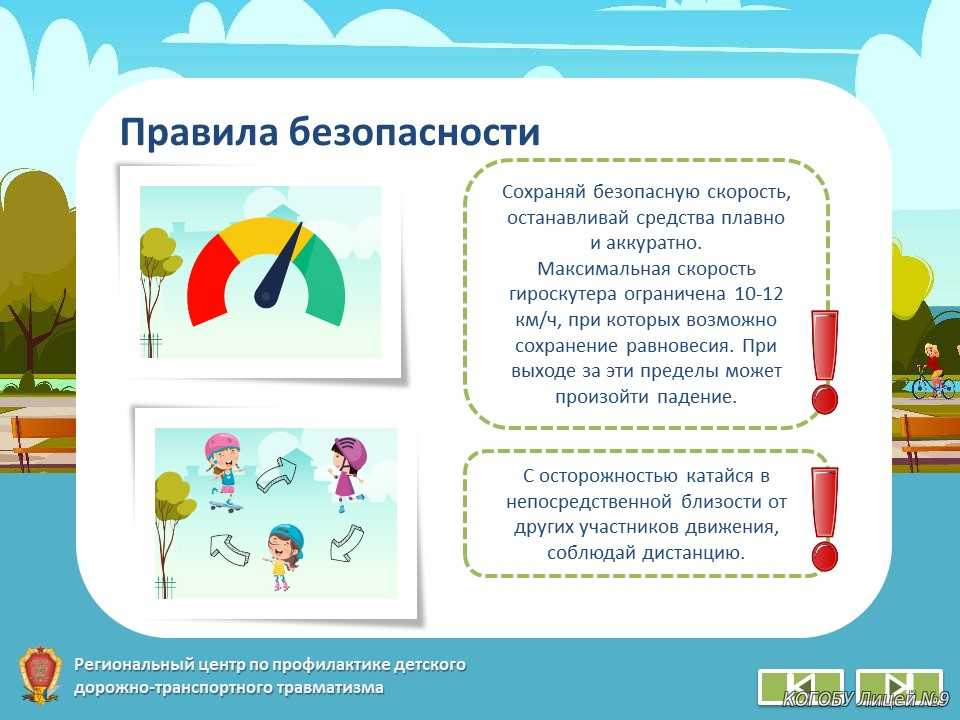 Правила безопасности
Сохраняй безопасную скорость,
останавливай средства плавно
и аккуратно.
Максимальная скорость
гироскутера ограничена 10-12
км/ч, при которых возможно
сохранение равновесия. При
выходе за эти пределы может
произойти падение.
С осторожностью катайся в
непосредственной близости от
других участников движения,
соблюдай дистанцию.
Региональный центр по профилактике детского
дорожно-транспортного травматизма
КОГОБУ Лицей №9